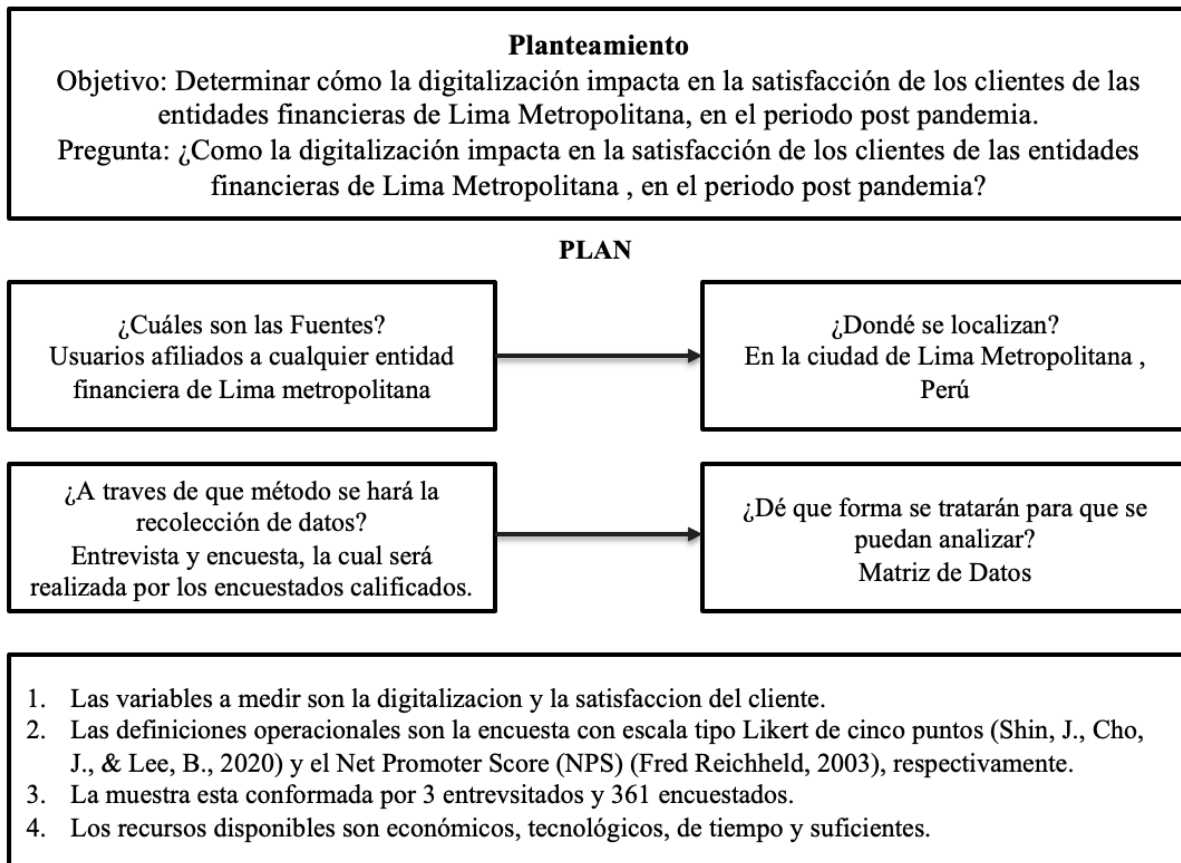 Planteamiento
Objetivo: Determinar cómo la digitalización impacta en la satisfacción de los clientes de las
entidades financieras de Lima Metropolitana, en el periodo post pandemia.
Pregunta: ¿Como la digitalización impacta en la satisfacción de los clientes de las entidades
financieras de Lima Metropolitana , en el periodo post pandemia?
PLAN
¿Cuáles son las Fuentes?
Usuarios afiliados a cualquier entidad
financiera de Lima metropolitana
¿Dondé se localizan?
En la ciudad de Lima Metropolitana ,
Perú
¿A traves de que método se hará la
recolección de datos?
Entrevista y encuesta, la cual será
realizada por los encuestados calificados.
¿Dé que forma se tratarán para que se
puedan analizar?
Matriz de Datos
1. Las variables a medir son la digitalizacion y la satisfaccion del cliente.
2. Las definiciones operacionales son la encuesta con escala tipo Likert de cinco puntos (Shin, J., Cho,
J., & Lee, B., 2020) y el Net Promoter Score (NPS) (Fred Reichheld, 2003), respectivamente.
3. La muestra esta conformada por 3 entrevsitados y 361 encuestados.
4. Los recursos disponibles son económicos, tecnológicos, de tiempo y suficientes.